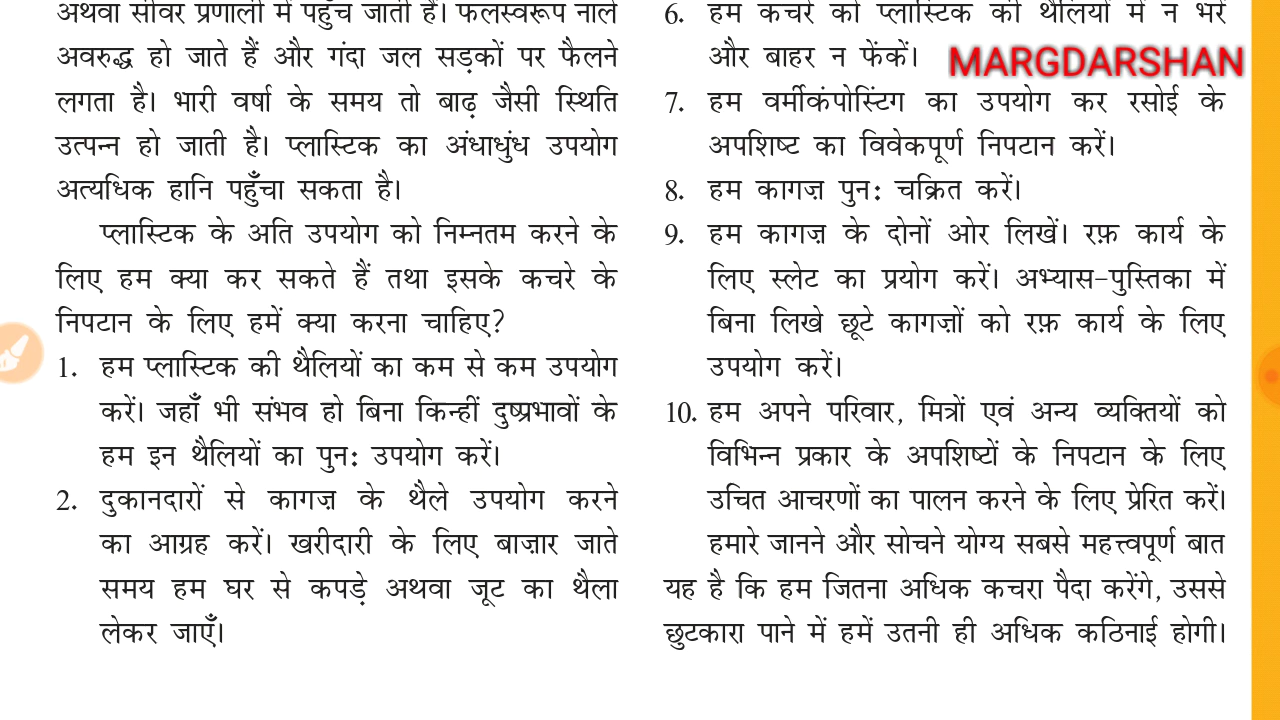 अथवा सीवर प्रणाली में पहुँच जाती हैं। फलस्वरूप नाले
अवरुद्ध हो जाते हैं और गंदा जल सड़कों पर फैलने
लगता है। भारी वर्षा के समय तो बाढ़ जैसी स्थिति
उत्पन्न हो जाती है। प्लास्टिक का अंधाधुंध उपयोग
अत्यधिक हानि पहुँचा सकता है।
प्लास्टिक के अति उपयोग को निम्नतम करने के
लिए हम क्या कर सकते हैं तथा इसके कचरे के
निपटान के लिए हमें क्या करना चाहिए?
1. हम प्लास्टिक की थैलियों का कम से कम उपयोग
करें। जहाँ भी संभव हो बिना किन्हीं दुष्प्रभावों के
हम इन थैलियों का पुनः उपयोग करें।
2. दुकानदारों से कागज़ के थैले उपयोग करने
का आग्रह करें। खरीदारी के लिए बाज़ार जाते
समय हम घर से कपड़े अथवा जूट का थैला
लेकर जाएँ।
6. हम कचरे को प्लास्टिक की थैलियों में न भरें
और बाहर न फेंकें।
MARGDARSHAN
7. हम वर्मीकंपोस्टिंग का उपयोग कर रसोई के
अपशिष्ट का विवेकपूर्ण निपटान करें।
8. हम कागज़ पुनः चक्रित करें।
9. हम कागज़ के दोनों ओर लिखें। रफ़ कार्य के
लिए स्लेट का प्रयोग करें। अभ्यास-पुस्तिका में
बिना लिखे छूटे कागज़ों को रफ़ कार्य के लिए
उपयोग करें।
10. हम अपने परिवार, मित्रों एवं अन्य व्यक्तियों को
विभिन्न प्रकार के अपशिष्टों के निपटान के लिए
उचित आचरणों का पालन करने के लिए प्रेरित करें।
हमारे जानने और सोचने योग्य सबसे महत्त्वपूर्ण बात
यह है कि हम जितना अधिक कचरा पैदा करेंगे, उससे
छुटकारा पाने में हमें उतनी ही अधिक कठिनाई होगी।